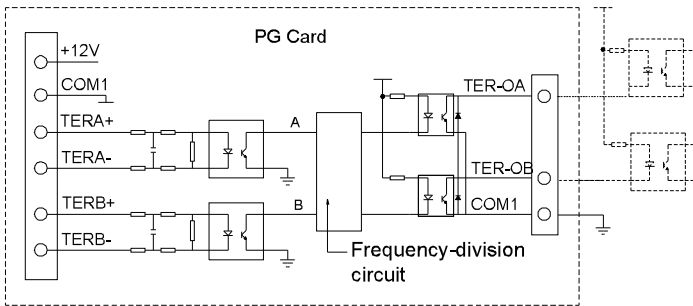 PG Card
+12V
COM1
TERA+
TERA-
TERB+
TERB-
A
B
TER-OA
TER-OB
COM1
Frequency-division
circuit